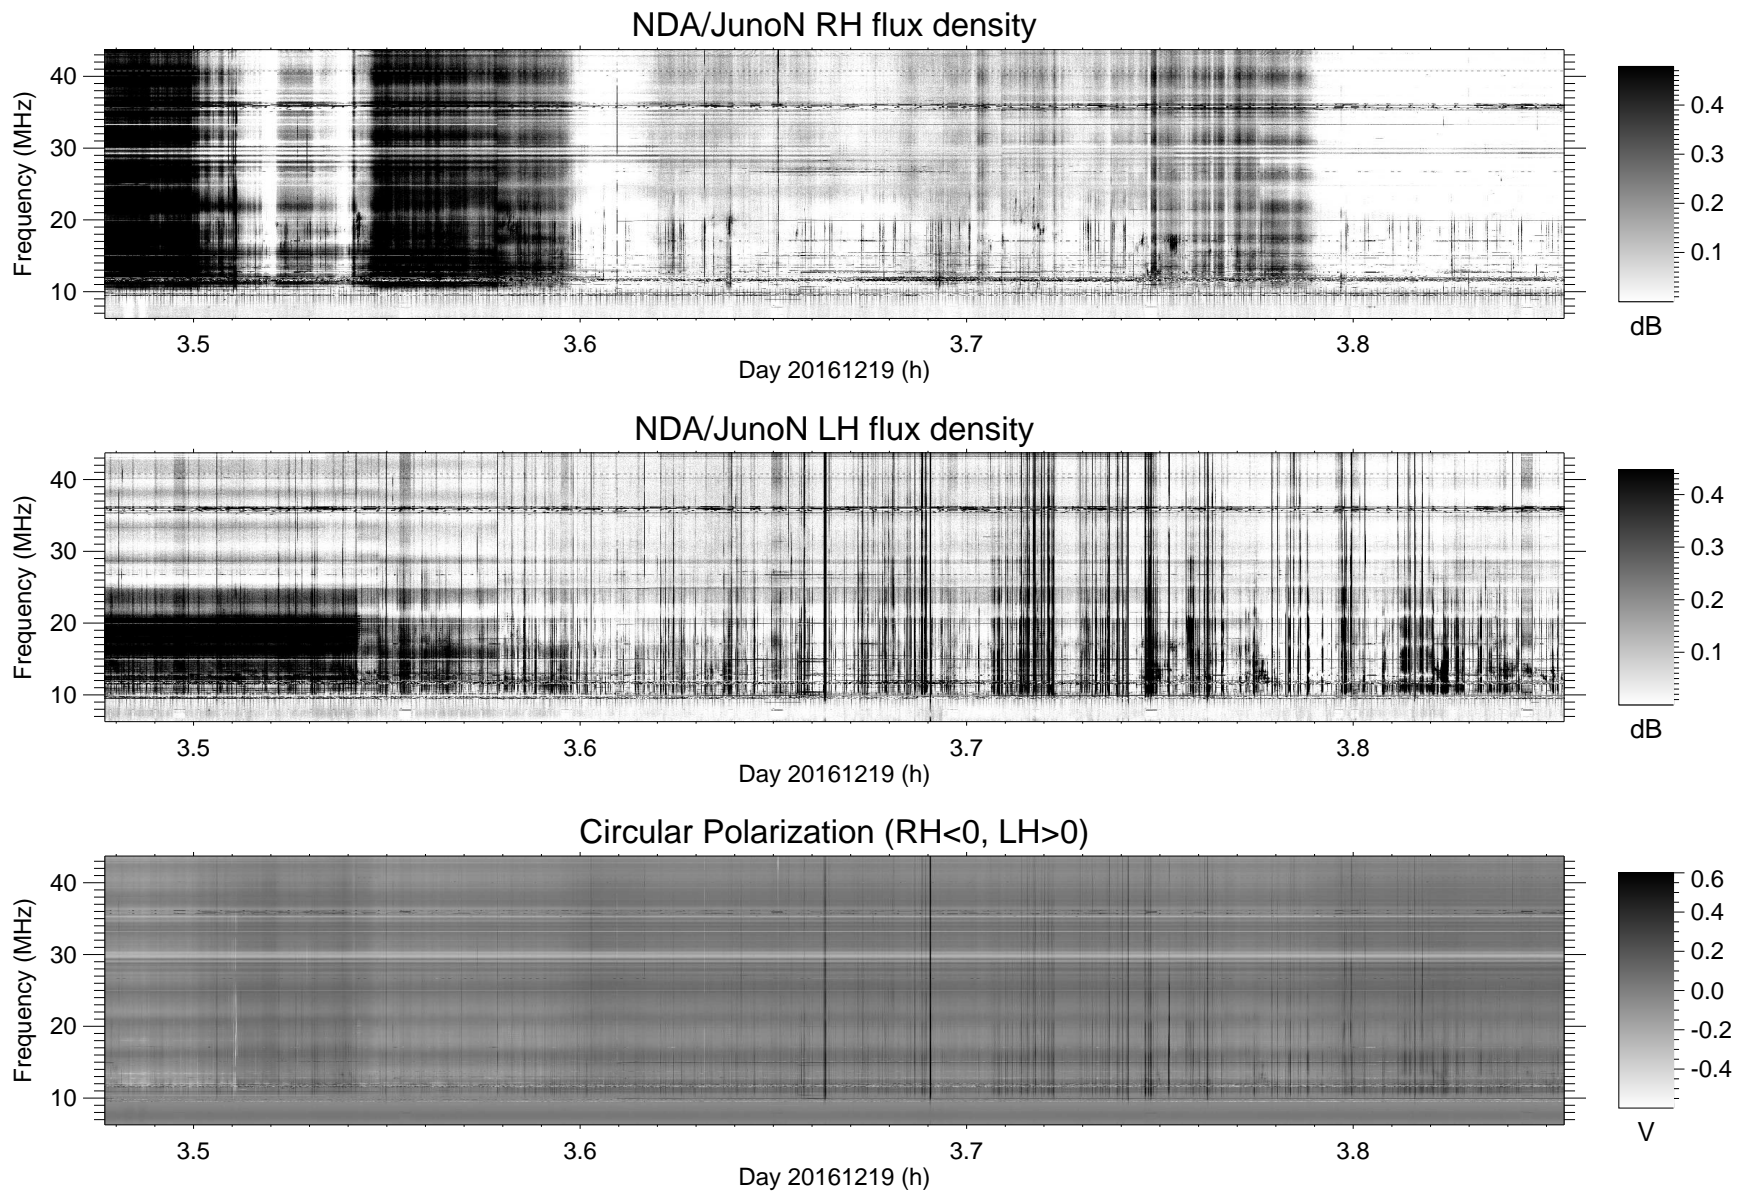 NDA/JunoN RH flux density
Frequency (MHz)
40
30
20
10
3.5 3.6 3.7 3.8
Day 20161219 (h)
0.4
0.3
0.2
0.1
dB
NDA/JunoN LH flux density
Frequency (MHz)
40
30
20
10
3.5 3.6 3.7 3.8
Day 20161219 (h)
0.4
0.3
0.2
0.1
dB
Circular Polarization (RH<0, LH>0)
Frequency (MHz)
40
30
20
10
3.5 3.6 3.7 3.8
Day 20161219 (h)
0.6
0.4
0.2
0.0
-0.2
-0.4
V